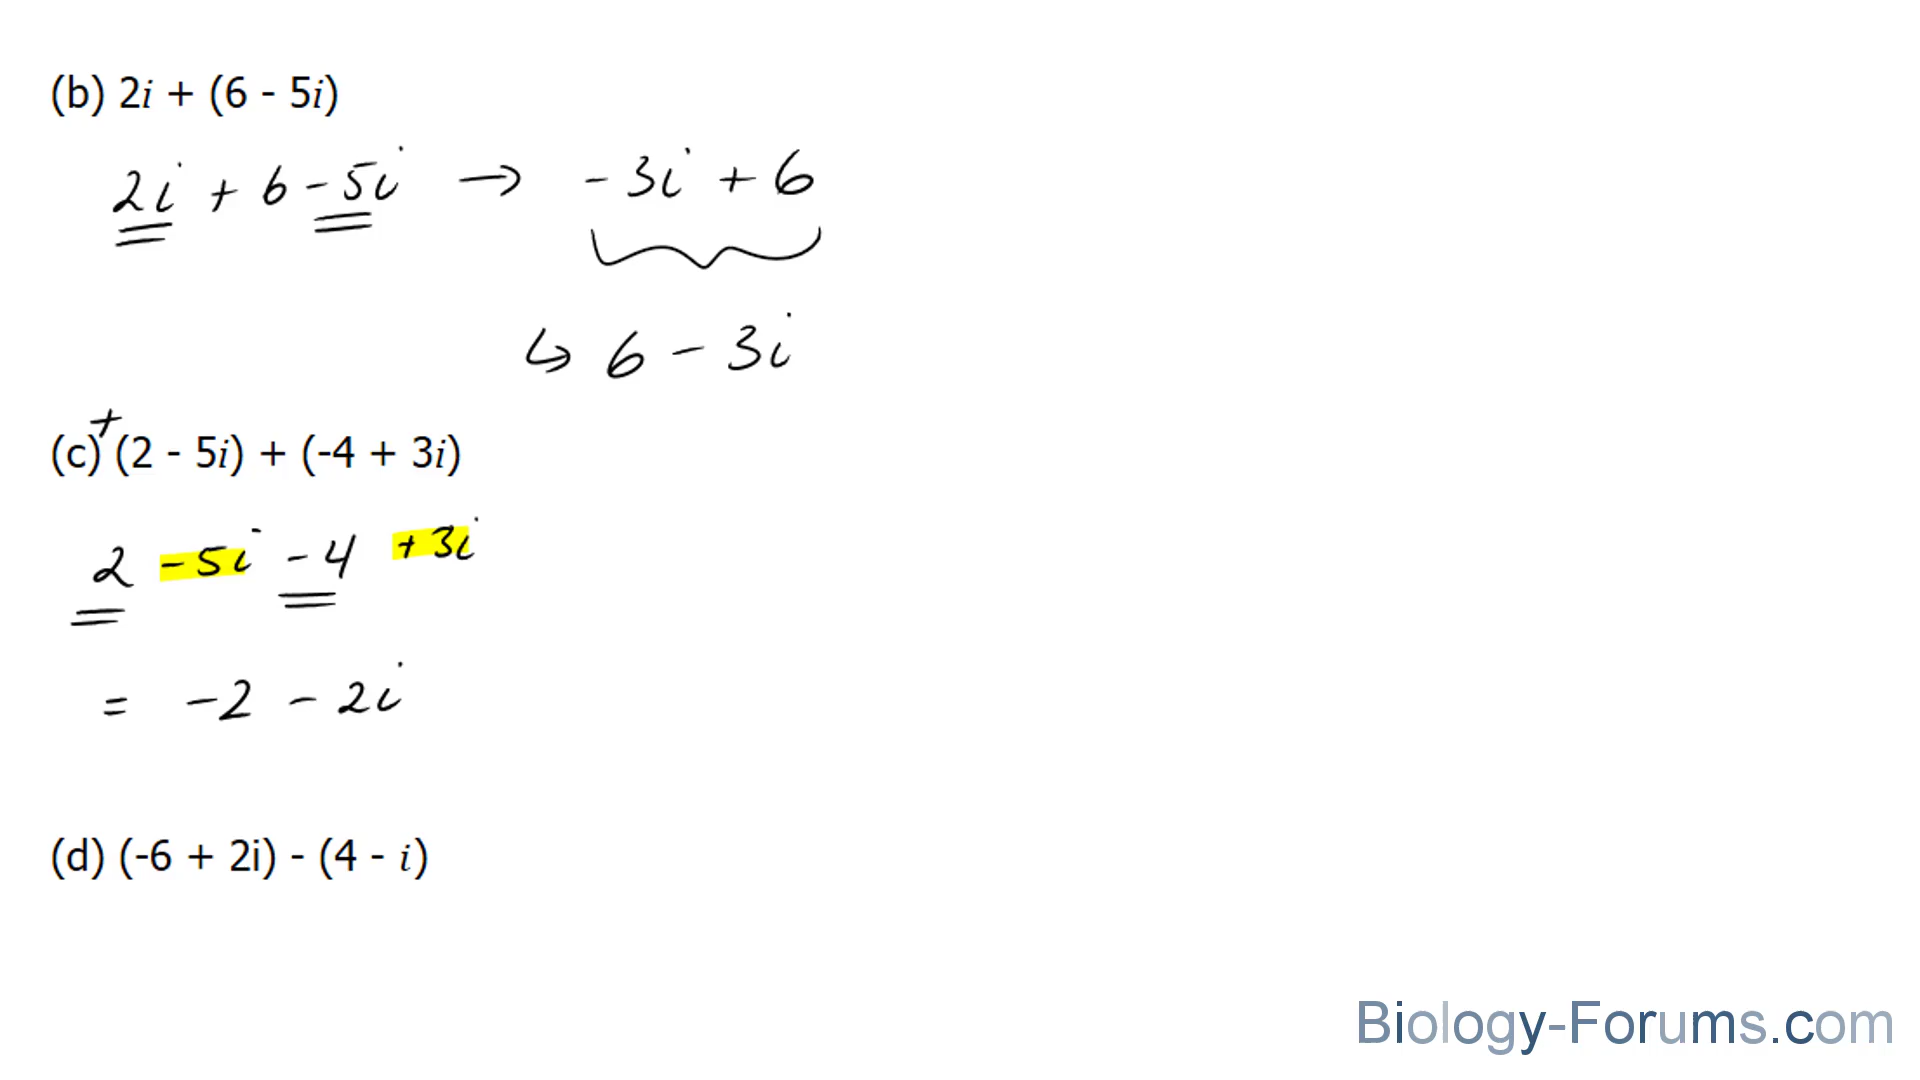 (b) 2i + (6 - 5i)
2i + 6 - 5i → - 3i + 6
↳ 6 - 3i
+
(c) (2 - 5i) + (-4 + 3i)
2 - 5i - 4 + 3i
= -2 - 2i
(d) (-6 + 2i) - (4 - i)
Biology-Forums.com